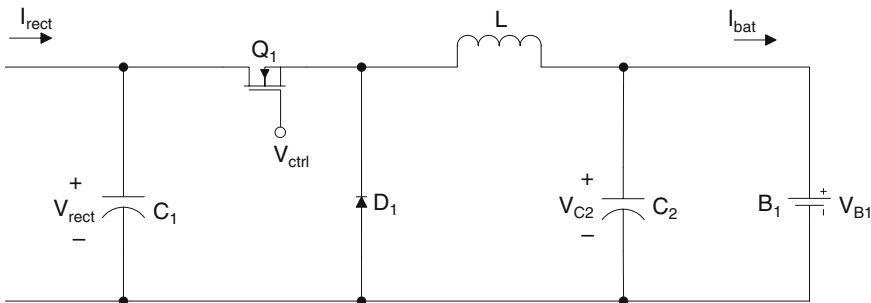 I_rect
L
I_bat
Q_1
V_ctrl
+
V_rect
−
C_1
D_1
+
V_C2
−
C_2
B_1
+
−
V_B1